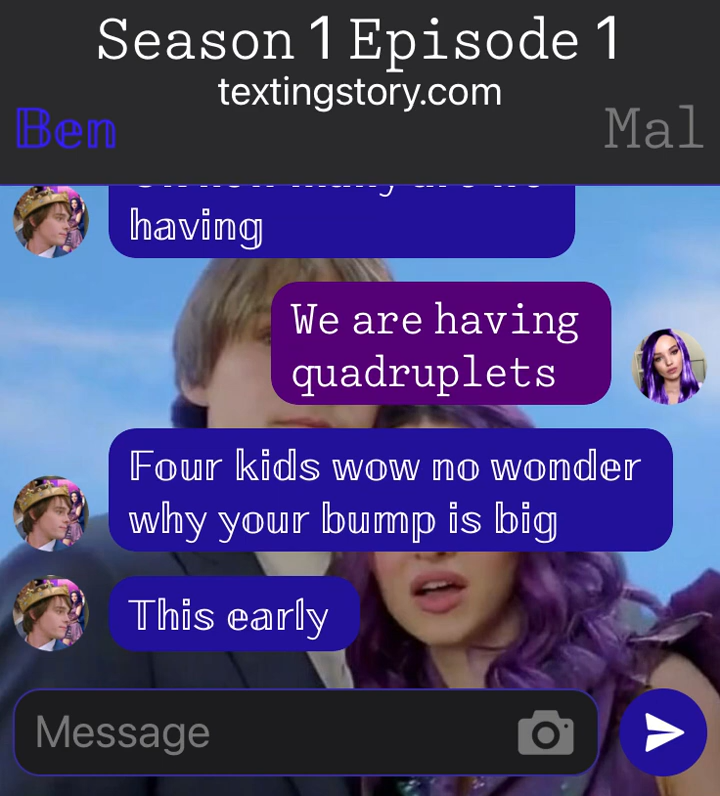 Season 1 Episode 1
textingstory.com
Ben
Mal
having
We are having
quadruplets
Four kids wow no wonder
why your bump is big
This early
Message